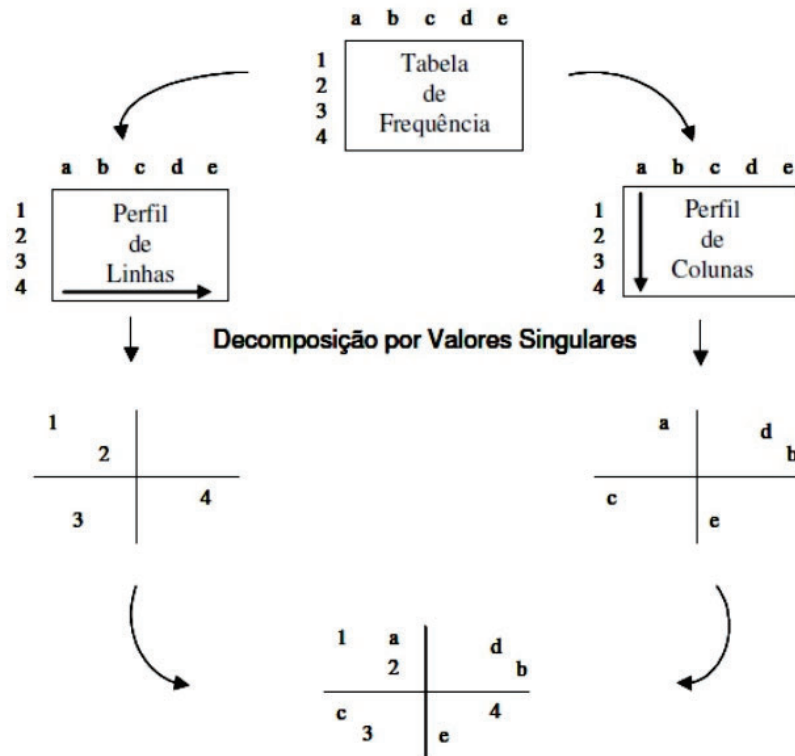 a b c d e
1
2
3
4
Tabela
de
Frequência
a b c d e
1
2
3
4
Perfil
de
Linhas
a b c d e
1
2
3
4
Perfil
de
Colunas
Decomposição por Valores Singulares
1
2
3
4
a
d
b
c
e
1 a
2
d
b
c
3
4
e